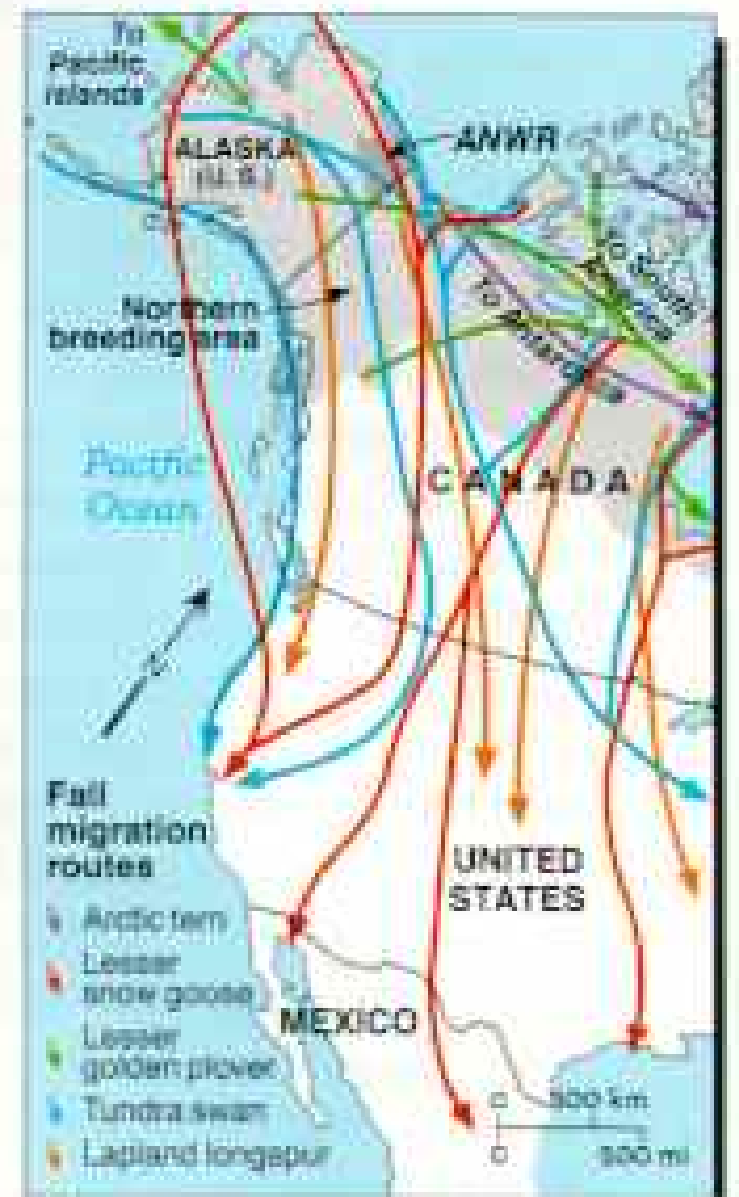 To
Pacific
islands
ALASKA
(U.S.)
ANWR
To South
America
To Antarctica
Northern
breeding area
Pacific
Ocean
CANADA
N
Fall
migration
routes
Arctic tern
Lesser
snow goose
Lesser
golden plover
Tundra swan
Lapland longspur
UNITED
STATES
MEXICO
0 500 km
0 500 mi